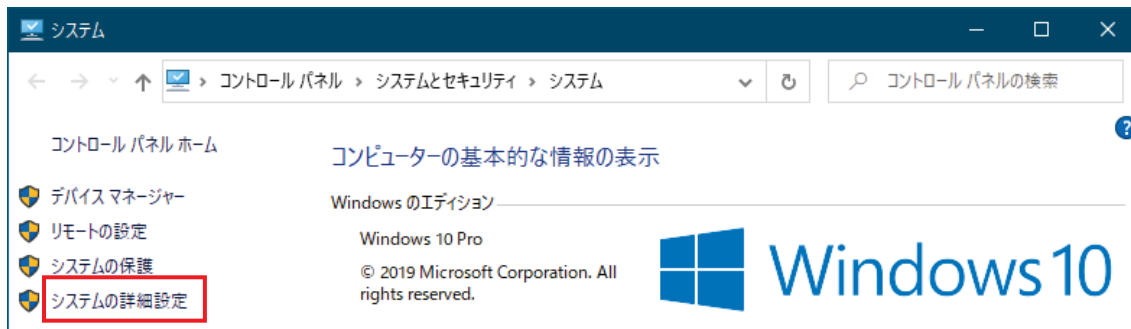 システム
コントロール パネル › システムとセキュリティ › システム
コントロール パネルの検索
コントロール パネル ホーム
デバイス マネージャー
リモートの設定
システムの保護
システムの詳細設定
?
コンピューターの基本的な情報の表示
Windows のエディション
Windows 10 Pro
© 2019 Microsoft Corporation. All
rights reserved.
Windows 10